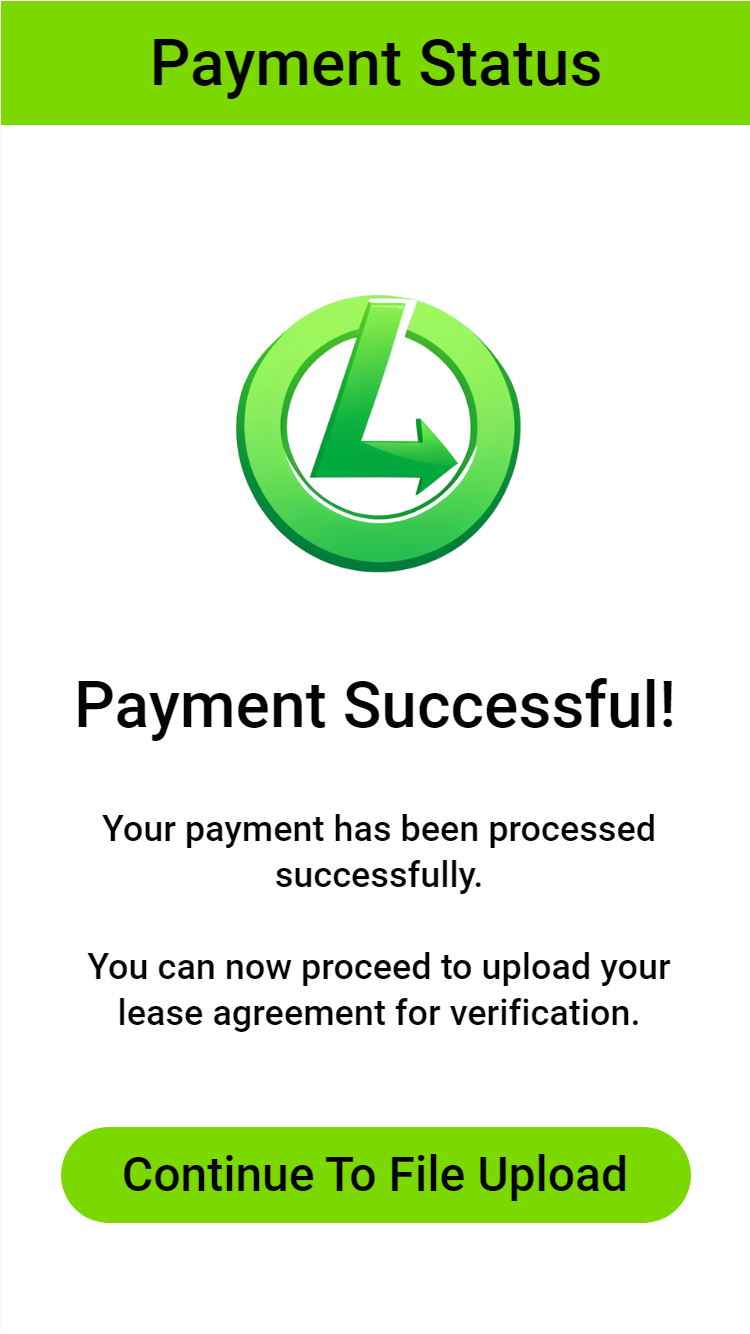 Payment Status
Payment Successful!
Your payment has been processed
successfully.
You can now proceed to upload your
lease agreement for verification.
Continue To File Upload